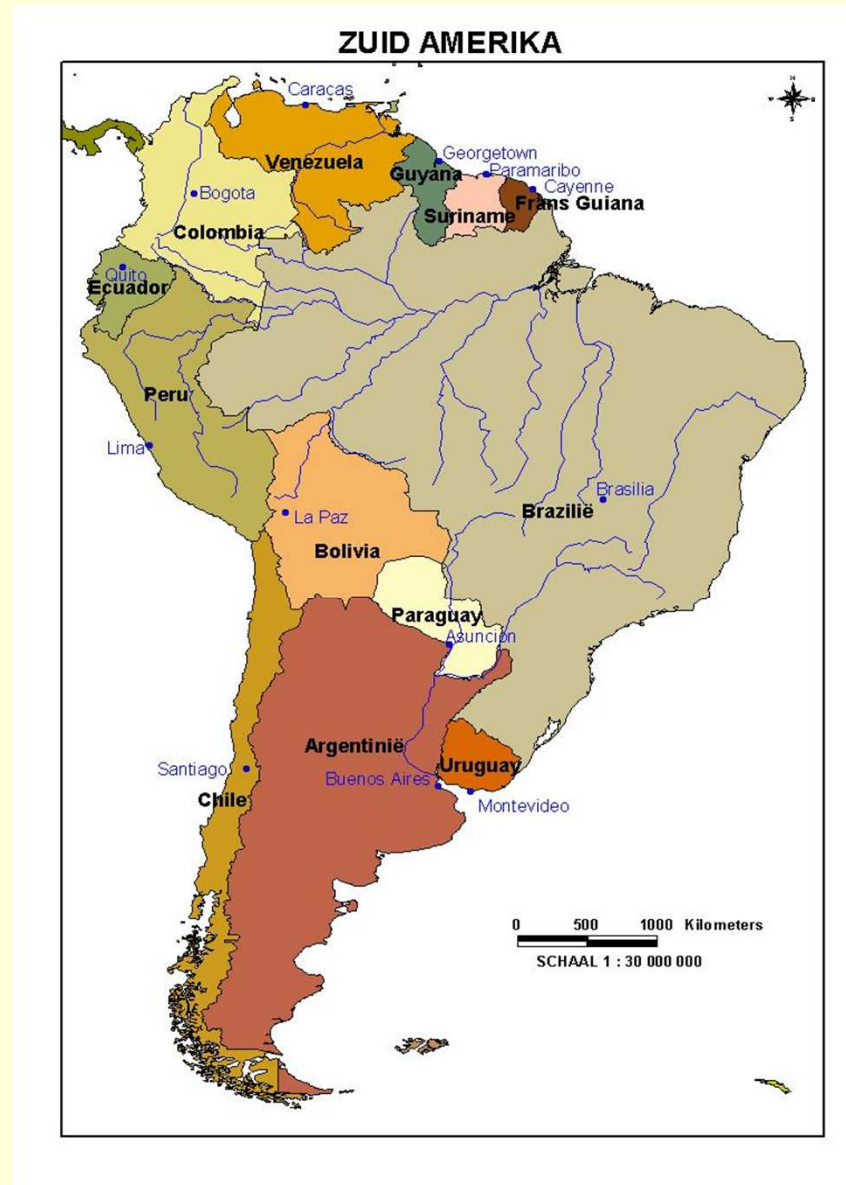 ZUID AMERIKA
Caracas
Venezuela
Georgetown
Guyana
Paramaribo
Cayenne
Frans Guiana
Suriname
Bogota
Colombia
Quito
Ecuador
Peru
Lima
Brasilia
Brazilië
La Paz
Bolivia
Paraguay
Asuncion
Argentinië
Uruguay
Santiago
Buenos Aires
Chile
Montevideo
0 500 1000 Kilometers
SCHAAL 1 : 30 000 000